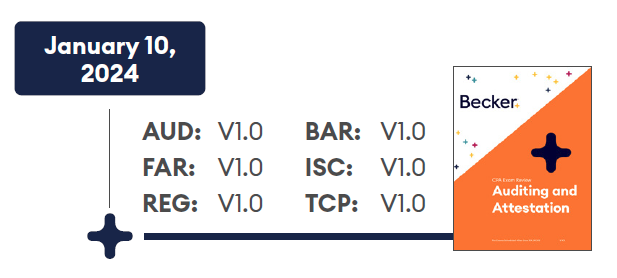 January 10,
2024
AUD: V1.0 BAR: V1.0
FAR: V1.0 ISC: V1.0
REG: V1.0 TCP: V1.0
Becker
CPA Exam Review
Auditing and
Attestation